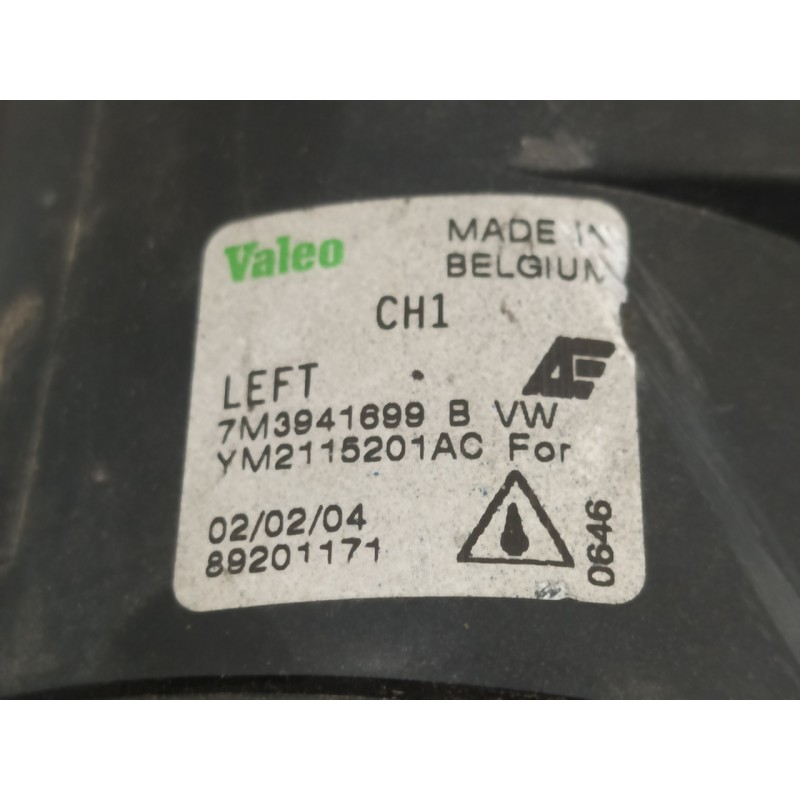 Valeo
MADE IN
BELGIUM
CH1
LEFT
7M3941699 B VW
YM2115201AC For
02/02/04
89201171
0646